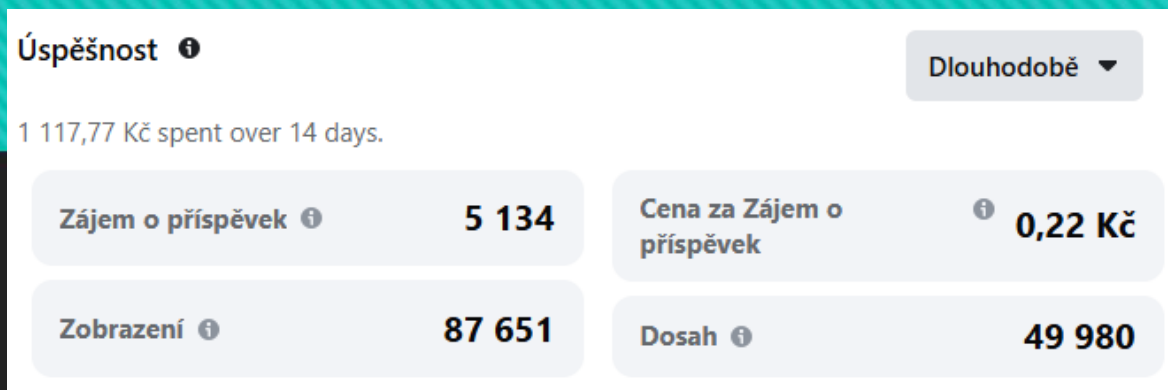 Úspěšnost
Dlouhodobě
1 117,77 Kč spent over 14 days.
Zájem o příspěvek 5 134
Cena za Zájem o
příspěvek
0,22 Kč
Zobrazení 87 651
Dosah 49 980